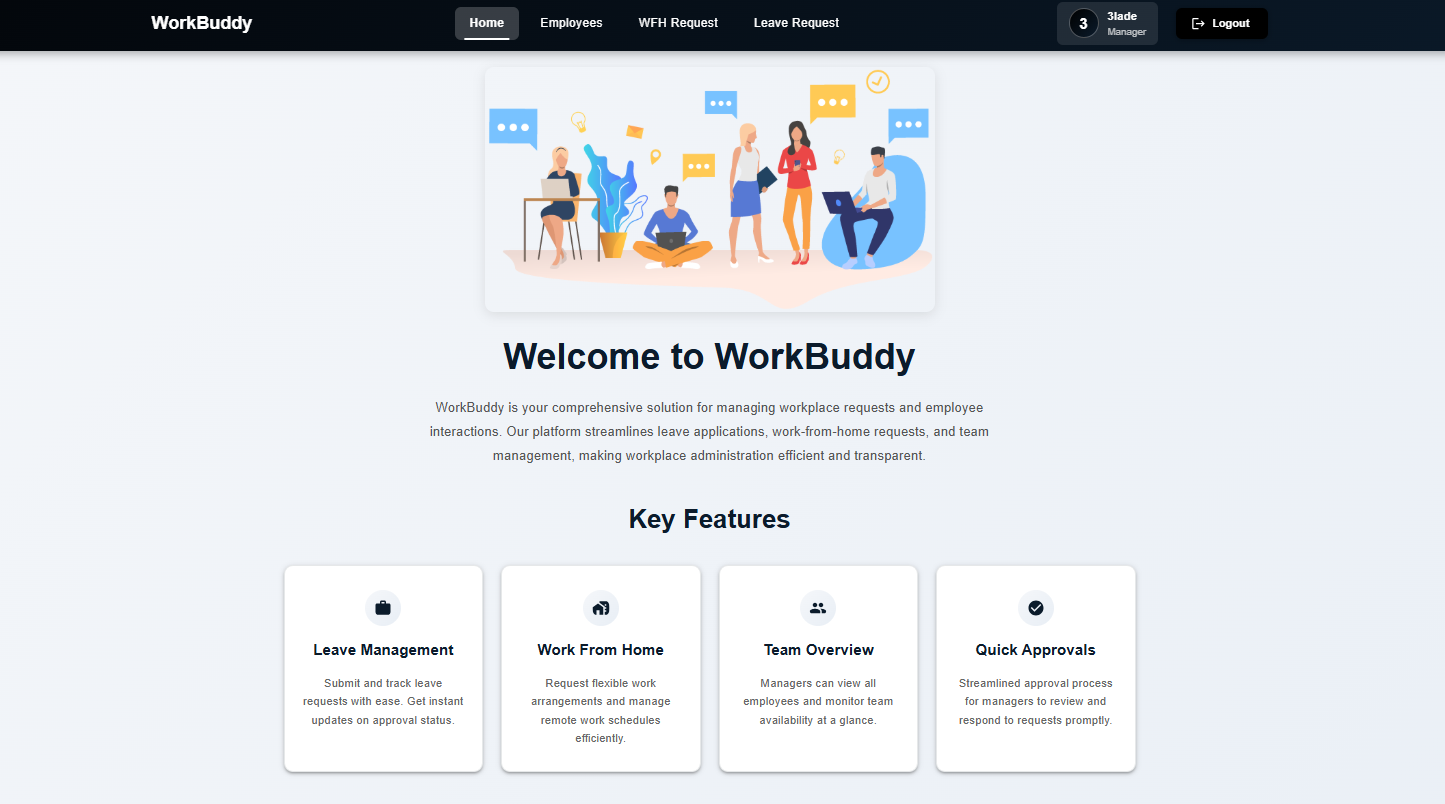 WorkBuddy
Home
Employees
WFH Request
Leave Request
3
3lade
Manager
Logout
Welcome to WorkBuddy
WorkBuddy is your comprehensive solution for managing workplace requests and employee
interactions. Our platform streamlines leave applications, work-from-home requests, and team
management, making workplace administration efficient and transparent.
Key Features
Leave Management
Submit and track leave
requests with ease. Get instant
updates on approval status.
Work From Home
Request flexible work
arrangements and manage
remote work schedules
efficiently.
Team Overview
Managers can view all
employees and monitor team
availability at a glance.
Quick Approvals
Streamlined approval process
for managers to review and
respond to requests promptly.